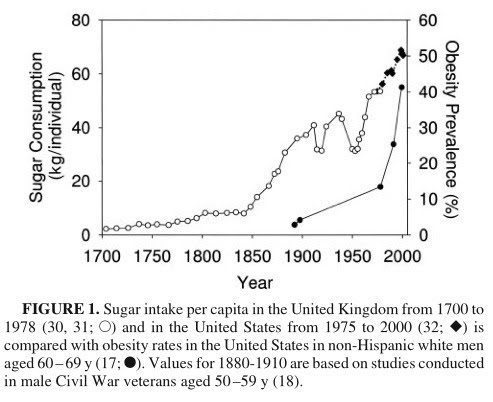 80
60
40
20
0
Sugar Consumption
(kg/individual)
60
50
40
30
20
10
0
Obesity Prevalence (%)
1700 1750 1800 1850 1900 1950 2000
Year
FIGURE 1. Sugar intake per capita in the United Kingdom from 1700 to
1978 (30, 31; ○) and in the United States from 1975 to 2000 (32; ◆) is
compared with obesity rates in the United States in non-Hispanic white men
aged 60–69 y (17; ●). Values for 1880-1910 are based on studies conducted
in male Civil War veterans aged 50–59 y (18).